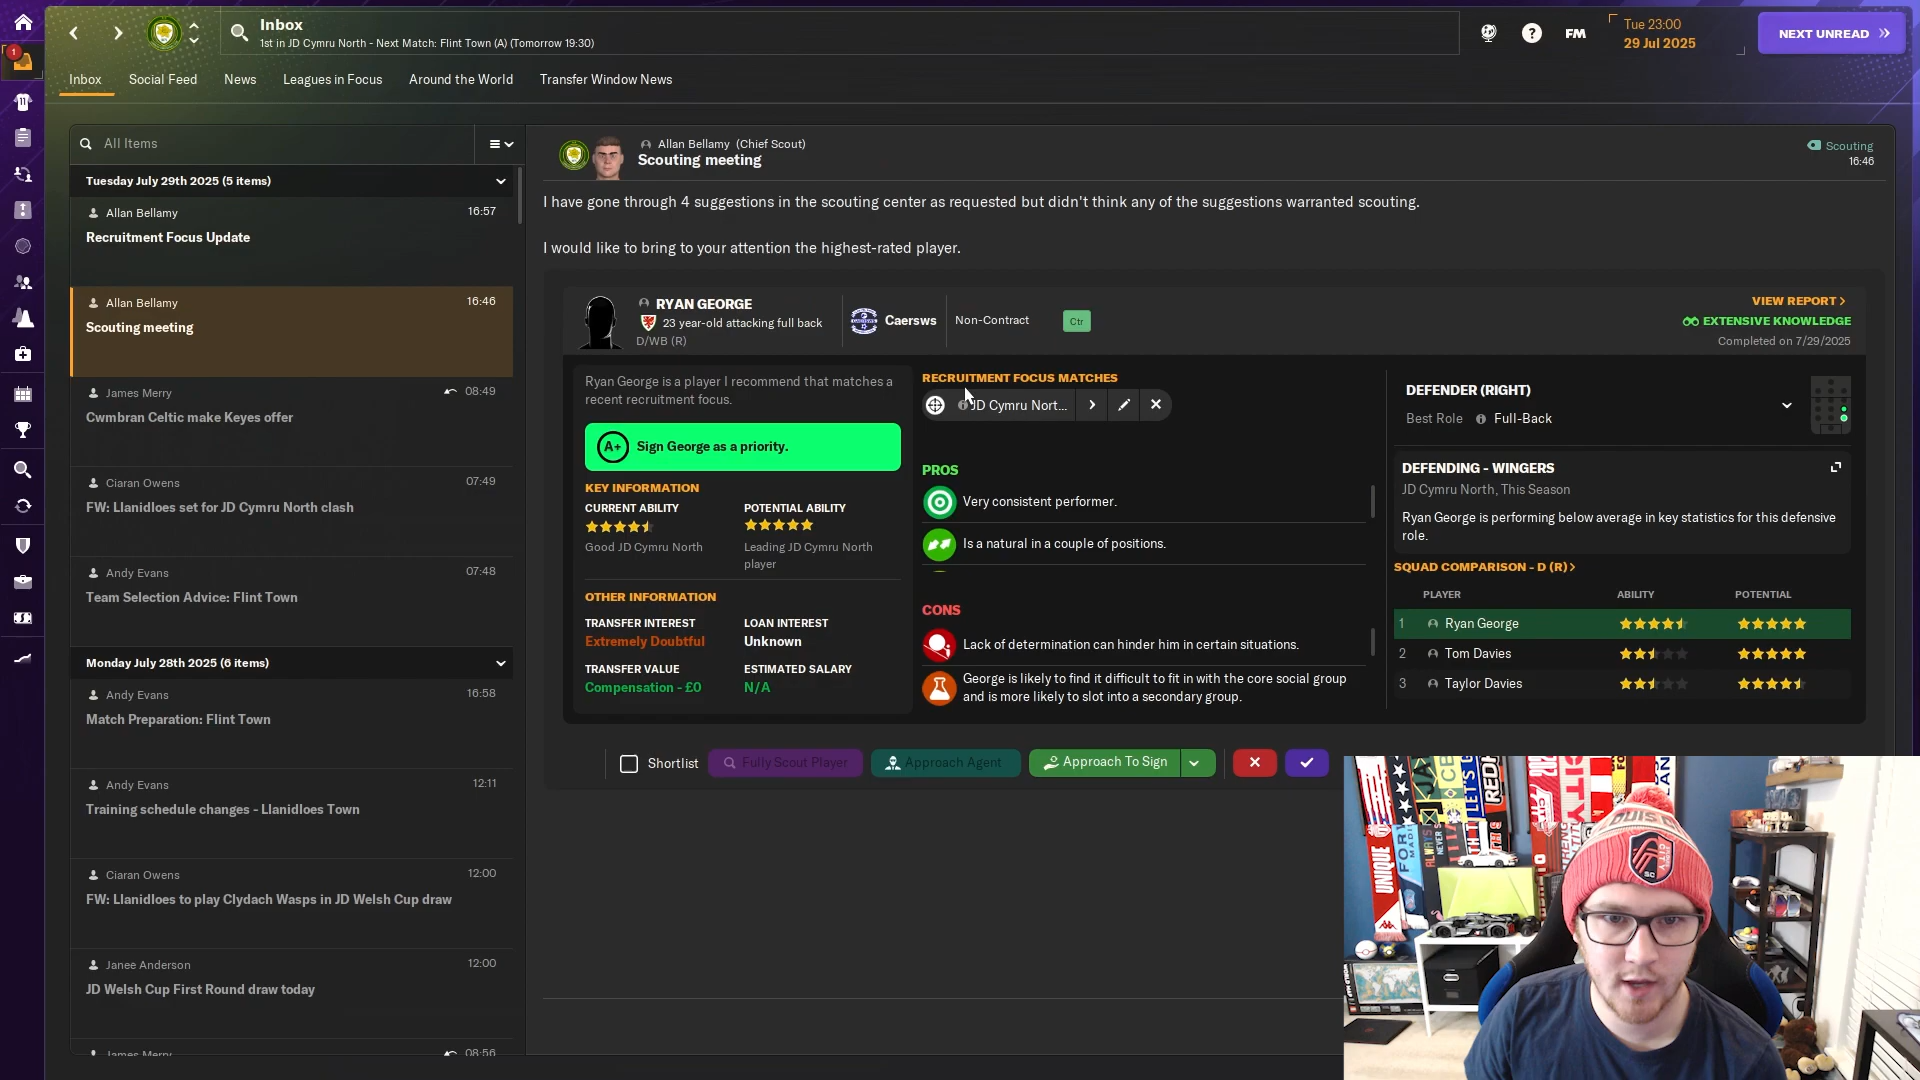 Inbox
1st in JD Cymru North - Next Match: Flint Town (A) (Tomorrow 19:30)
FM
Tue 23:00
29 Jul 2025
NEXT UNREAD
1
Inbox
Social Feed
News
Leagues in Focus
Around the World
Transfer Window News
All Items
Tuesday July 29th 2025 (5 items)
Allan Bellamy
16:57
Recruitment Focus Update
Allan Bellamy
16:46
Scouting meeting
James Merry
08:49
Cwmbran Celtic make Keyes offer
Ciaran Owens
07:49
FW: Llanidloes set for JD Cymru North clash
Andy Evans
07:48
Team Selection Advice: Flint Town
Monday July 28th 2025 (6 items)
Andy Evans
16:58
Match Preparation: Flint Town
Andy Evans
12:11
Training schedule changes - Llanidloes Town
Ciaran Owens
12:00
FW: Llanidloes to play Clydach Wasps in JD Welsh Cup draw
Janee Anderson
12:00
JD Welsh Cup First Round draw today
James Merry
08:56
Allan Bellamy (Chief Scout)
Scouting meeting
Scouting
16:46
I have gone through 4 suggestions in the scouting center as requested but didn't think any of the suggestions warranted scouting.
I would like to bring to your attention the highest-rated player.
RYAN GEORGE
23 year-old attacking full back
D/WB (R)
Caersws
Non-Contract
Ctr
VIEW REPORT >
EXTENSIVE KNOWLEDGE
Completed on 7/29/2025
Ryan George is a player I recommend that matches a
recent recruitment focus.
A+ Sign George as a priority.
KEY INFORMATION
CURRENT ABILITY
Good JD Cymru North
POTENTIAL ABILITY
Leading JD Cymru North
player
OTHER INFORMATION
TRANSFER INTEREST
Extremely Doubtful
LOAN INTEREST
Unknown
TRANSFER VALUE
Compensation - £0
ESTIMATED SALARY
N/A
RECRUITMENT FOCUS MATCHES
JD Cymru Nort...
PROS
Very consistent performer.
Is a natural in a couple of positions.
CONS
Lack of determination can hinder him in certain situations.
George is likely to find it difficult to fit in with the core social group
and is more likely to slot into a secondary group.
DEFENDER (RIGHT)
Best Role Full-Back
DEFENDING - WINGERS
JD Cymru North, This Season
Ryan George is performing below average in key statistics for this defensive
role.
SQUAD COMPARISON - D (R) >
PLAYER ABILITY POTENTIAL
1 Ryan George
2 Tom Davies
3 Taylor Davies
Shortlist
Fully Scout Player
Approach Agent
Approach To Sign
UNIQUE
CITY
LET'S